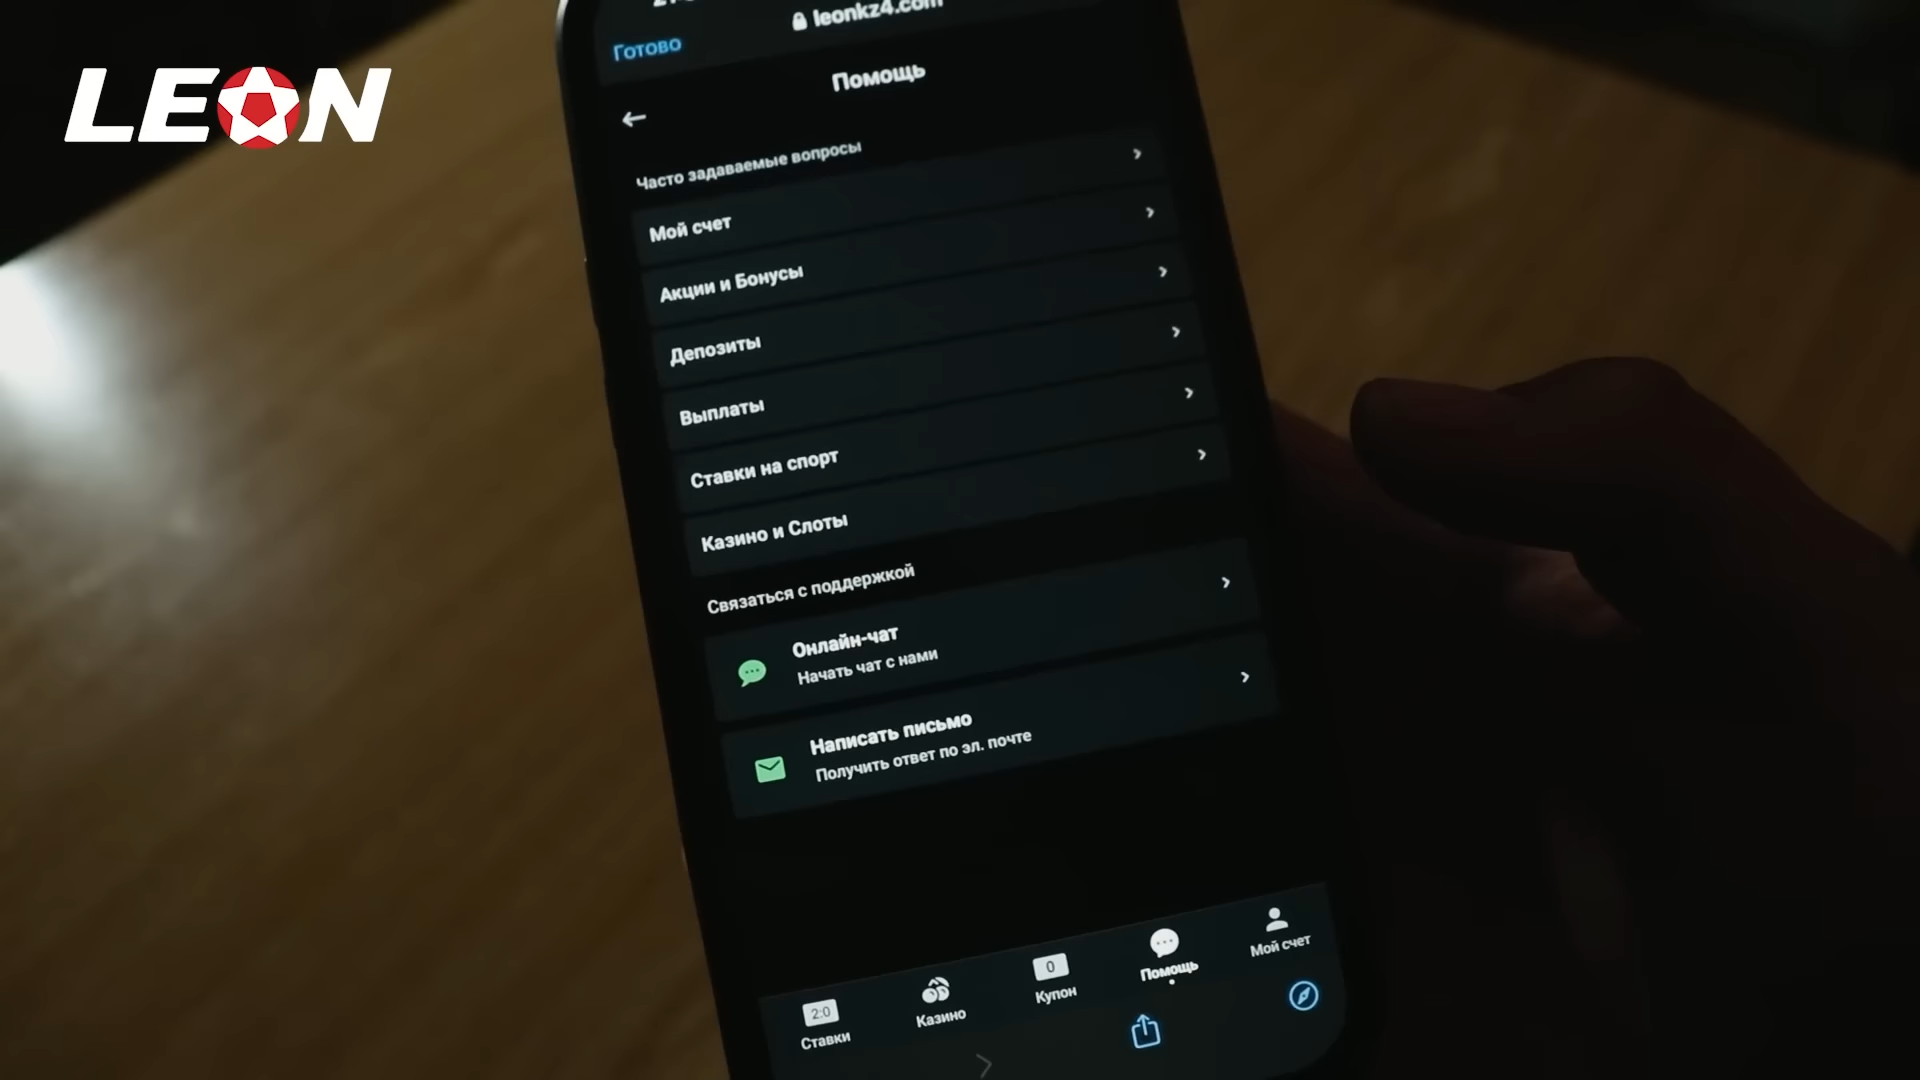 LEON
leonkz4.com
Готово
Помощь
Часто задаваемые вопросы
Мой счет
Акции и Бонусы
Депозиты
Выплаты
Ставки на спорт
Казино и Слоты
Связаться с поддержкой
Онлайн-чат
Начать чат с нами
Написать письмо
Получить ответ по эл. почте
2:0
Ставки
Казино
0
Купон
Помощь
Мой счет